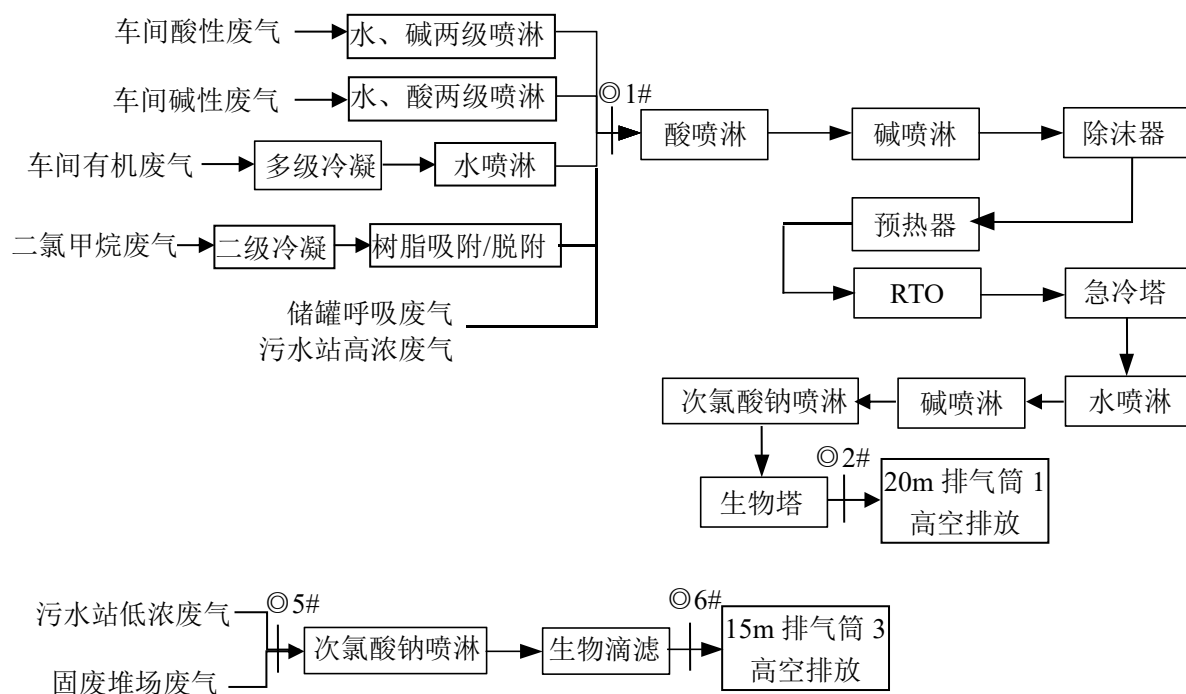 车间酸性废气
水、碱两级喷淋
车间碱性废气
水、酸两级喷淋
◎1#
酸喷淋
碱喷淋
除沫器
车间有机废气
多级冷凝
水喷淋
预热器
二氯甲烷废气
二级冷凝
树脂吸附/脱附
RTO
急冷塔
储罐呼吸废气
污水站高浓废气
次氯酸钠喷淋
碱喷淋
水喷淋
◎2#
生物塔
20m 排气筒 1
高空排放
污水站低浓废气
◎5#
次氯酸钠喷淋
生物滴滤
◎6#
15m 排气筒 3
高空排放
固废堆场废气